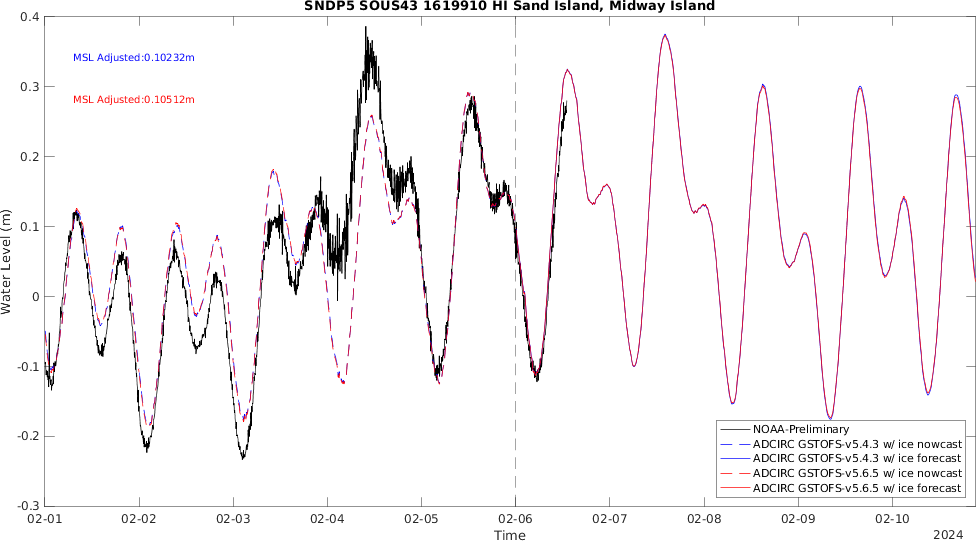 SNDP5 SOUS43 1619910 HI Sand Island, Midway Island
0.4
MSL Adjusted:0.10232m
0.3
MSL Adjusted:0.10512m
0.2
0.1
Water Level (m)
0
-0.1
-0.2
-0.3
NOAA-Preliminary
ADCIRC GSTOFS-v5.4.3 w/ ice nowcast
ADCIRC GSTOFS-v5.4.3 w/ ice forecast
ADCIRC GSTOFS-v5.6.5 w/ ice nowcast
ADCIRC GSTOFS-v5.6.5 w/ ice forecast
02-01 02-02 02-03 02-04 02-05 02-06 02-07 02-08 02-09 02-10
Time
2024